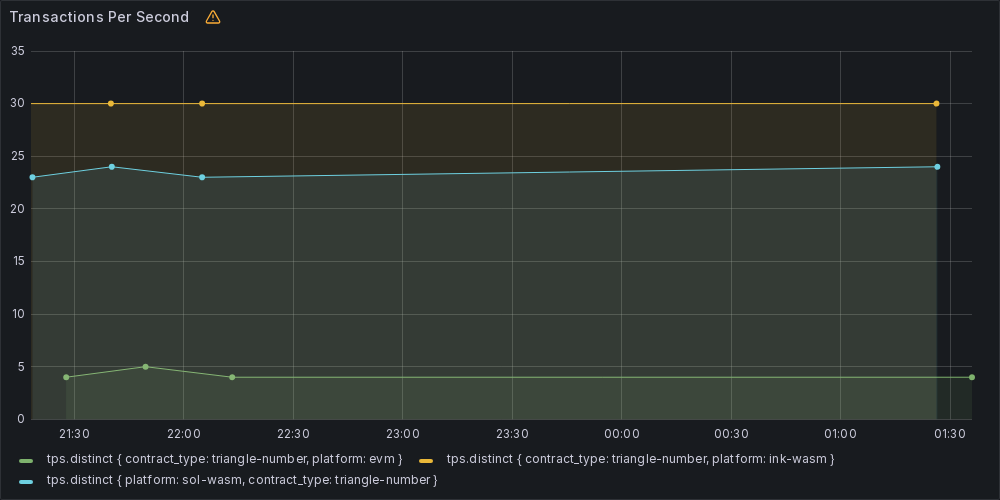 Transactions Per Second
35
30
25
20
15
10
5
0
21:30 22:00 22:30 23:00 23:30 00:00 00:30 01:00 01:30
tps.distinct { contract_type: triangle-number, platform: evm } tps.distinct { contract_type: triangle-number, platform: ink-wasm }
tps.distinct { platform: sol-wasm, contract_type: triangle-number }